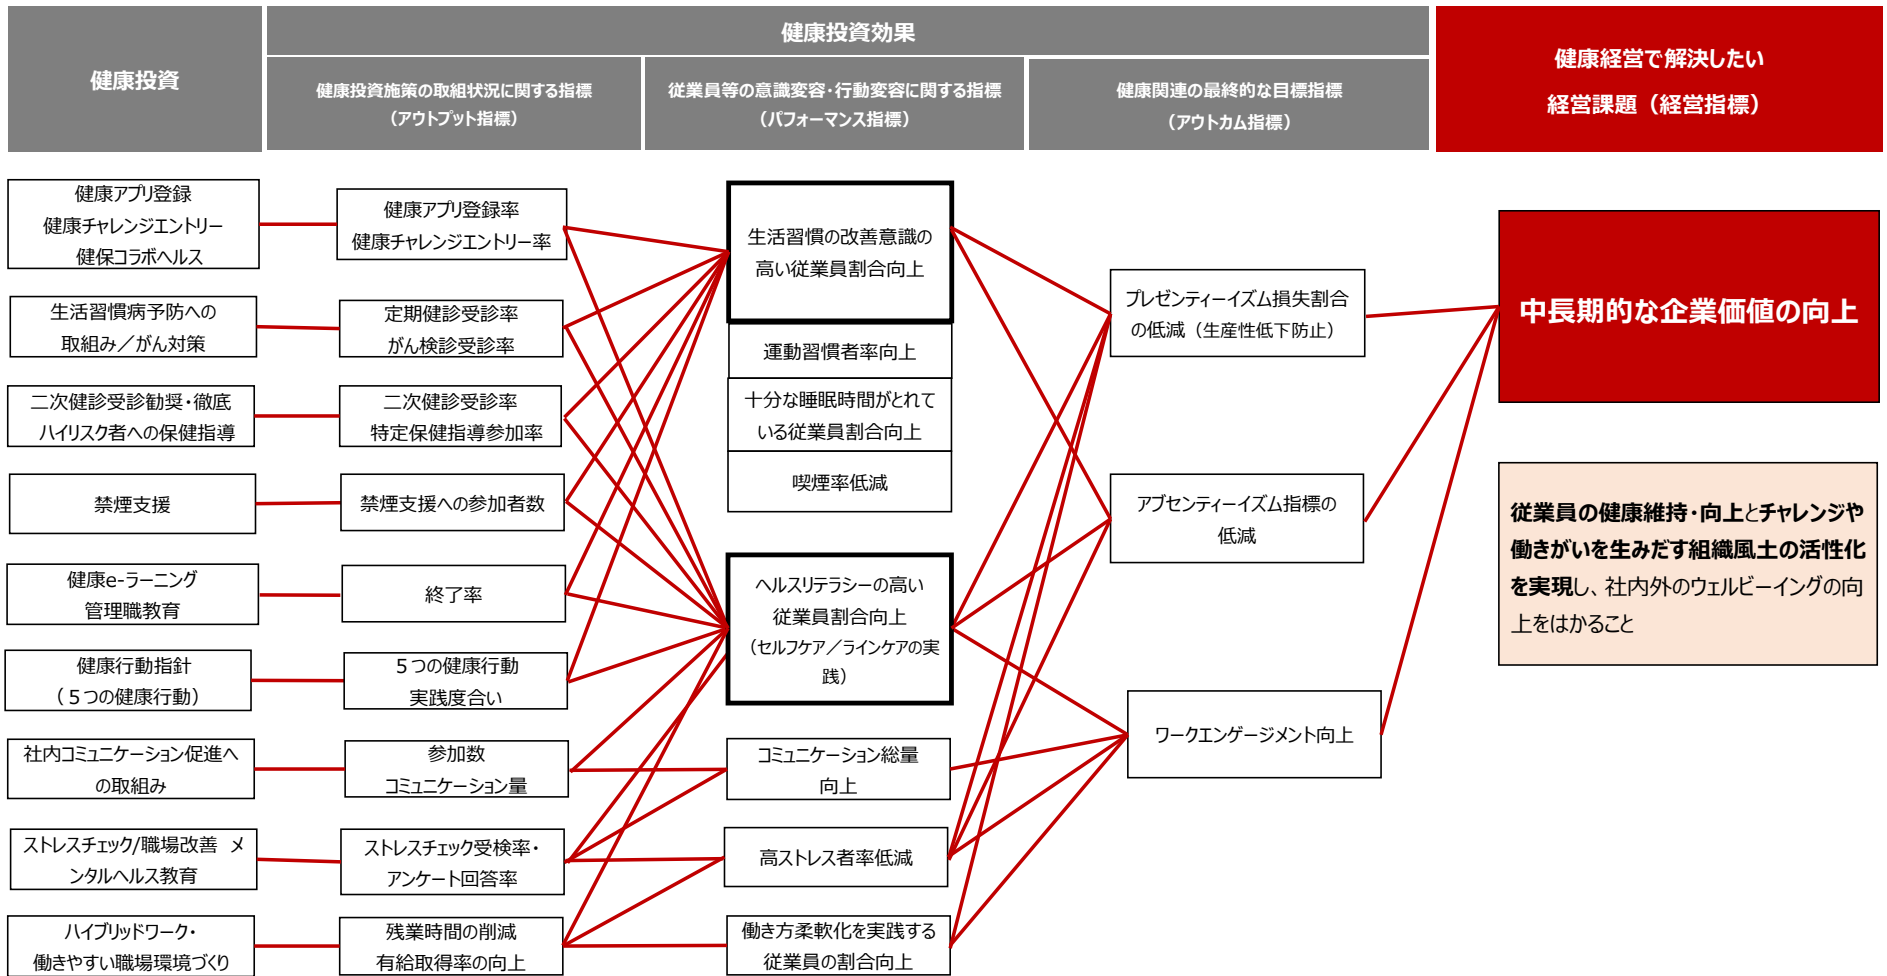 健康投資
健康投資効果
健康投資施策の取組状況に関する指標
（アウトプット指標）
従業員等の意識変容・行動変容に関する指標
（パフォーマンス指標）
健康関連の最終的な目標指標
（アウトカム指標）
健康経営で解決したい
経営課題（経営指標）
健康アプリ登録
健康チャレンジエントリー
健保コラボヘルス
生活習慣病予防への
取組み／がん対策
二次健診受診勧奨・徹底
ハイリスク者への保健指導
禁煙支援
健康e-ラーニング
管理職教育
健康行動指針
（５つの健康行動）
社内コミュニケーション促進へ
の取組み
ストレスチェック/職場改善　メ
ンタルヘルス教育
ハイブリッドワーク・
働きやすい職場環境づくり
健康アプリ登録率
健康チャレンジエントリー率
定期健診受診率
がん検診受診率
二次健診受診率
特定保健指導参加率
禁煙支援への参加者数
終了率
５つの健康行動
実践度合い
参加数
コミュニケーション量
ストレスチェック受検率・
アンケート回答率
残業時間の削減
有給取得率の向上
生活習慣の改善意識の
高い従業員割合向上
運動習慣者率向上
十分な睡眠時間がとれて
いる従業員割合向上
喫煙率低減
ヘルスリテラシーの高い
従業員割合向上
（セルフケア／ラインケアの実
践）
コミュニケーション総量
向上
高ストレス者率低減
働き方柔軟化を実践する
従業員の割合向上
プレゼンティーイズム損失割合
の低減（生産性低下防止）
アブセンティーイズム指標の
低減
ワークエンゲージメント向上
中長期的な企業価値の向上
従業員の健康維持・向上とチャレンジや
働きがいを生みだす組織風土の活性化
を実現し、社内外のウェルビーイングの向
上をはかること